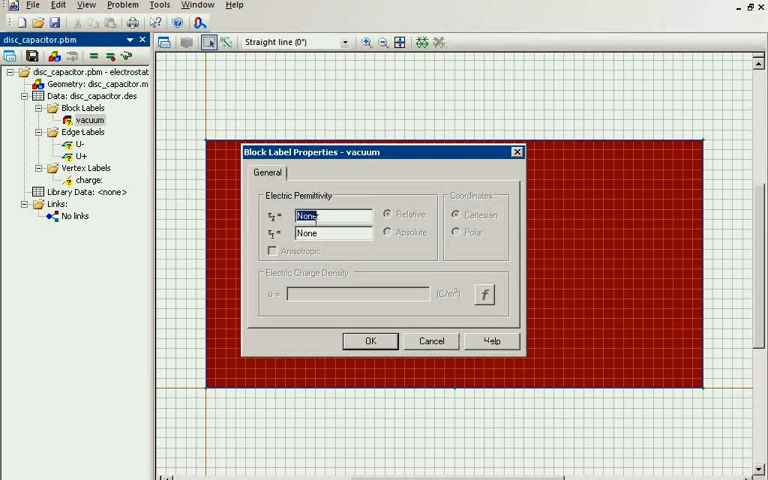 File Edit View Problem Tools Window Help
Straight line (0°)
disc_capacitor.pbm
disc_capacitor.pbm - electrostat
Geometry: disc_capacitor.m
Data: disc_capacitor.des
Block Labels
vacuum
Edge Labels
U-
U+
Vertex Labels
charge:
Library Data: <none>
Links:
No links
Block Label Properties - vacuum
General
Electric Permittivity
ε2 = None
ε1 = None
Relative
Absolute
Anisotropic
Coordinates
Cartesian
Polar
Electric Charge Density
ρ = (C/m³) f
OK Cancel Help